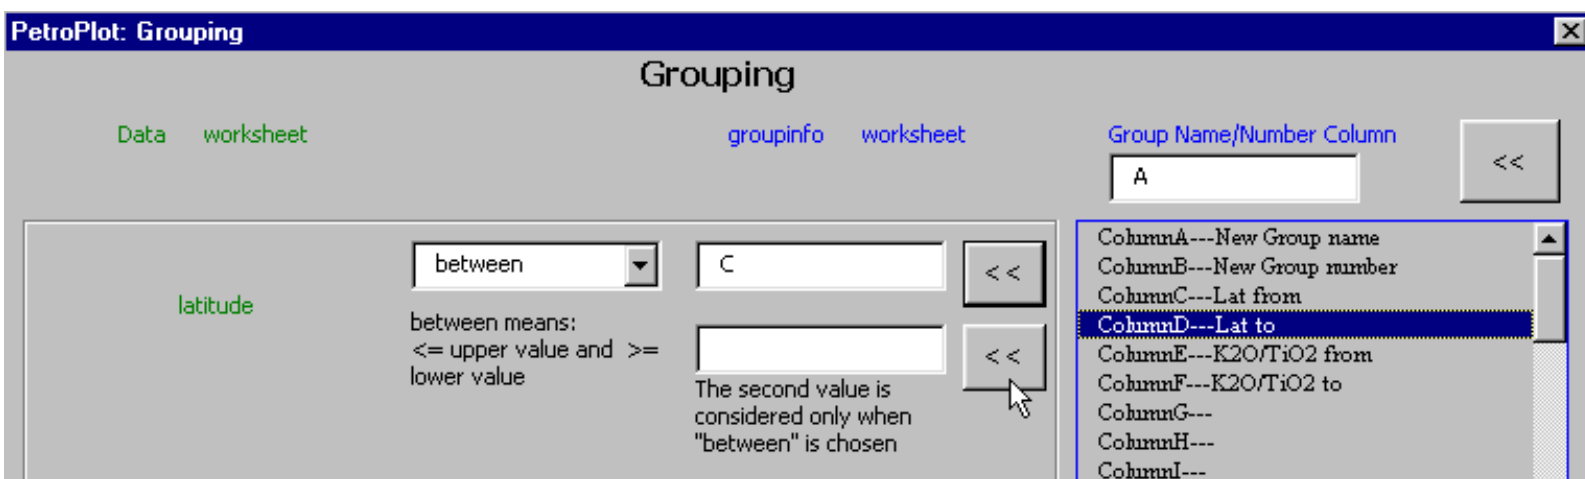 PetroPlot: Grouping
Grouping
Data worksheet
groupinfo worksheet
Group Name/Number Column
A
<<
between
C
<<
latitude
between means:
<= upper value and >=
lower value
<<
The second value is
considered only when
"between" is chosen
ColumnA---New Group name
ColumnB---New Group number
ColumnC---Lat from
ColumnD---Lat to
ColumnE---K2O/TiO2 from
ColumnF---K2O/TiO2 to
ColumnG---
ColumnH---
ColumnI---